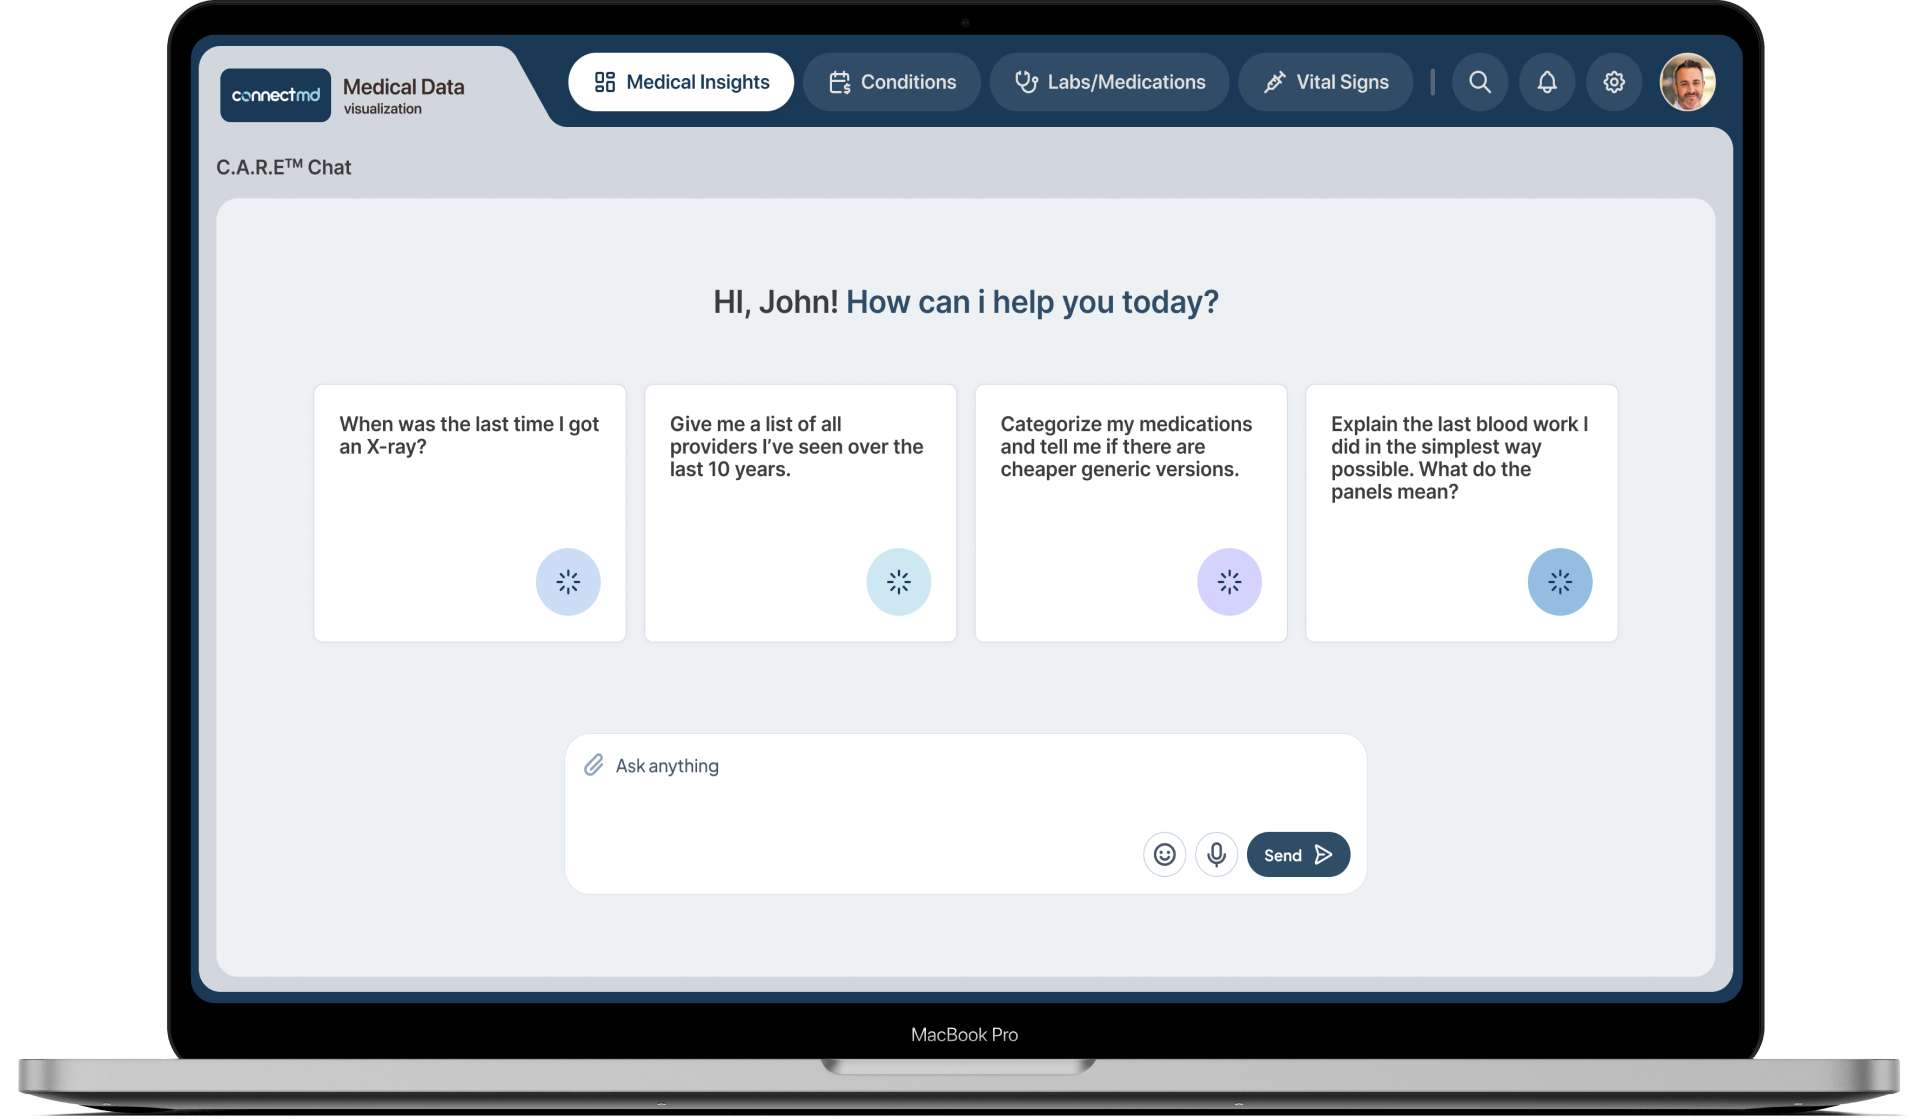 connectmd
Medical Data
visualization
Medical Insights
Conditions
Labs/Medications
Vital Signs
C.A.R.E™ Chat
HI, John! How can i help you today?
When was the last time I got
an X-ray?
Give me a list of all
providers I’ve seen over the
last 10 years.
Categorize my medications
and tell me if there are
cheaper generic versions.
Explain the last blood work I
did in the simplest way
possible. What do the
panels mean?
Ask anything
Send
MacBook Pro